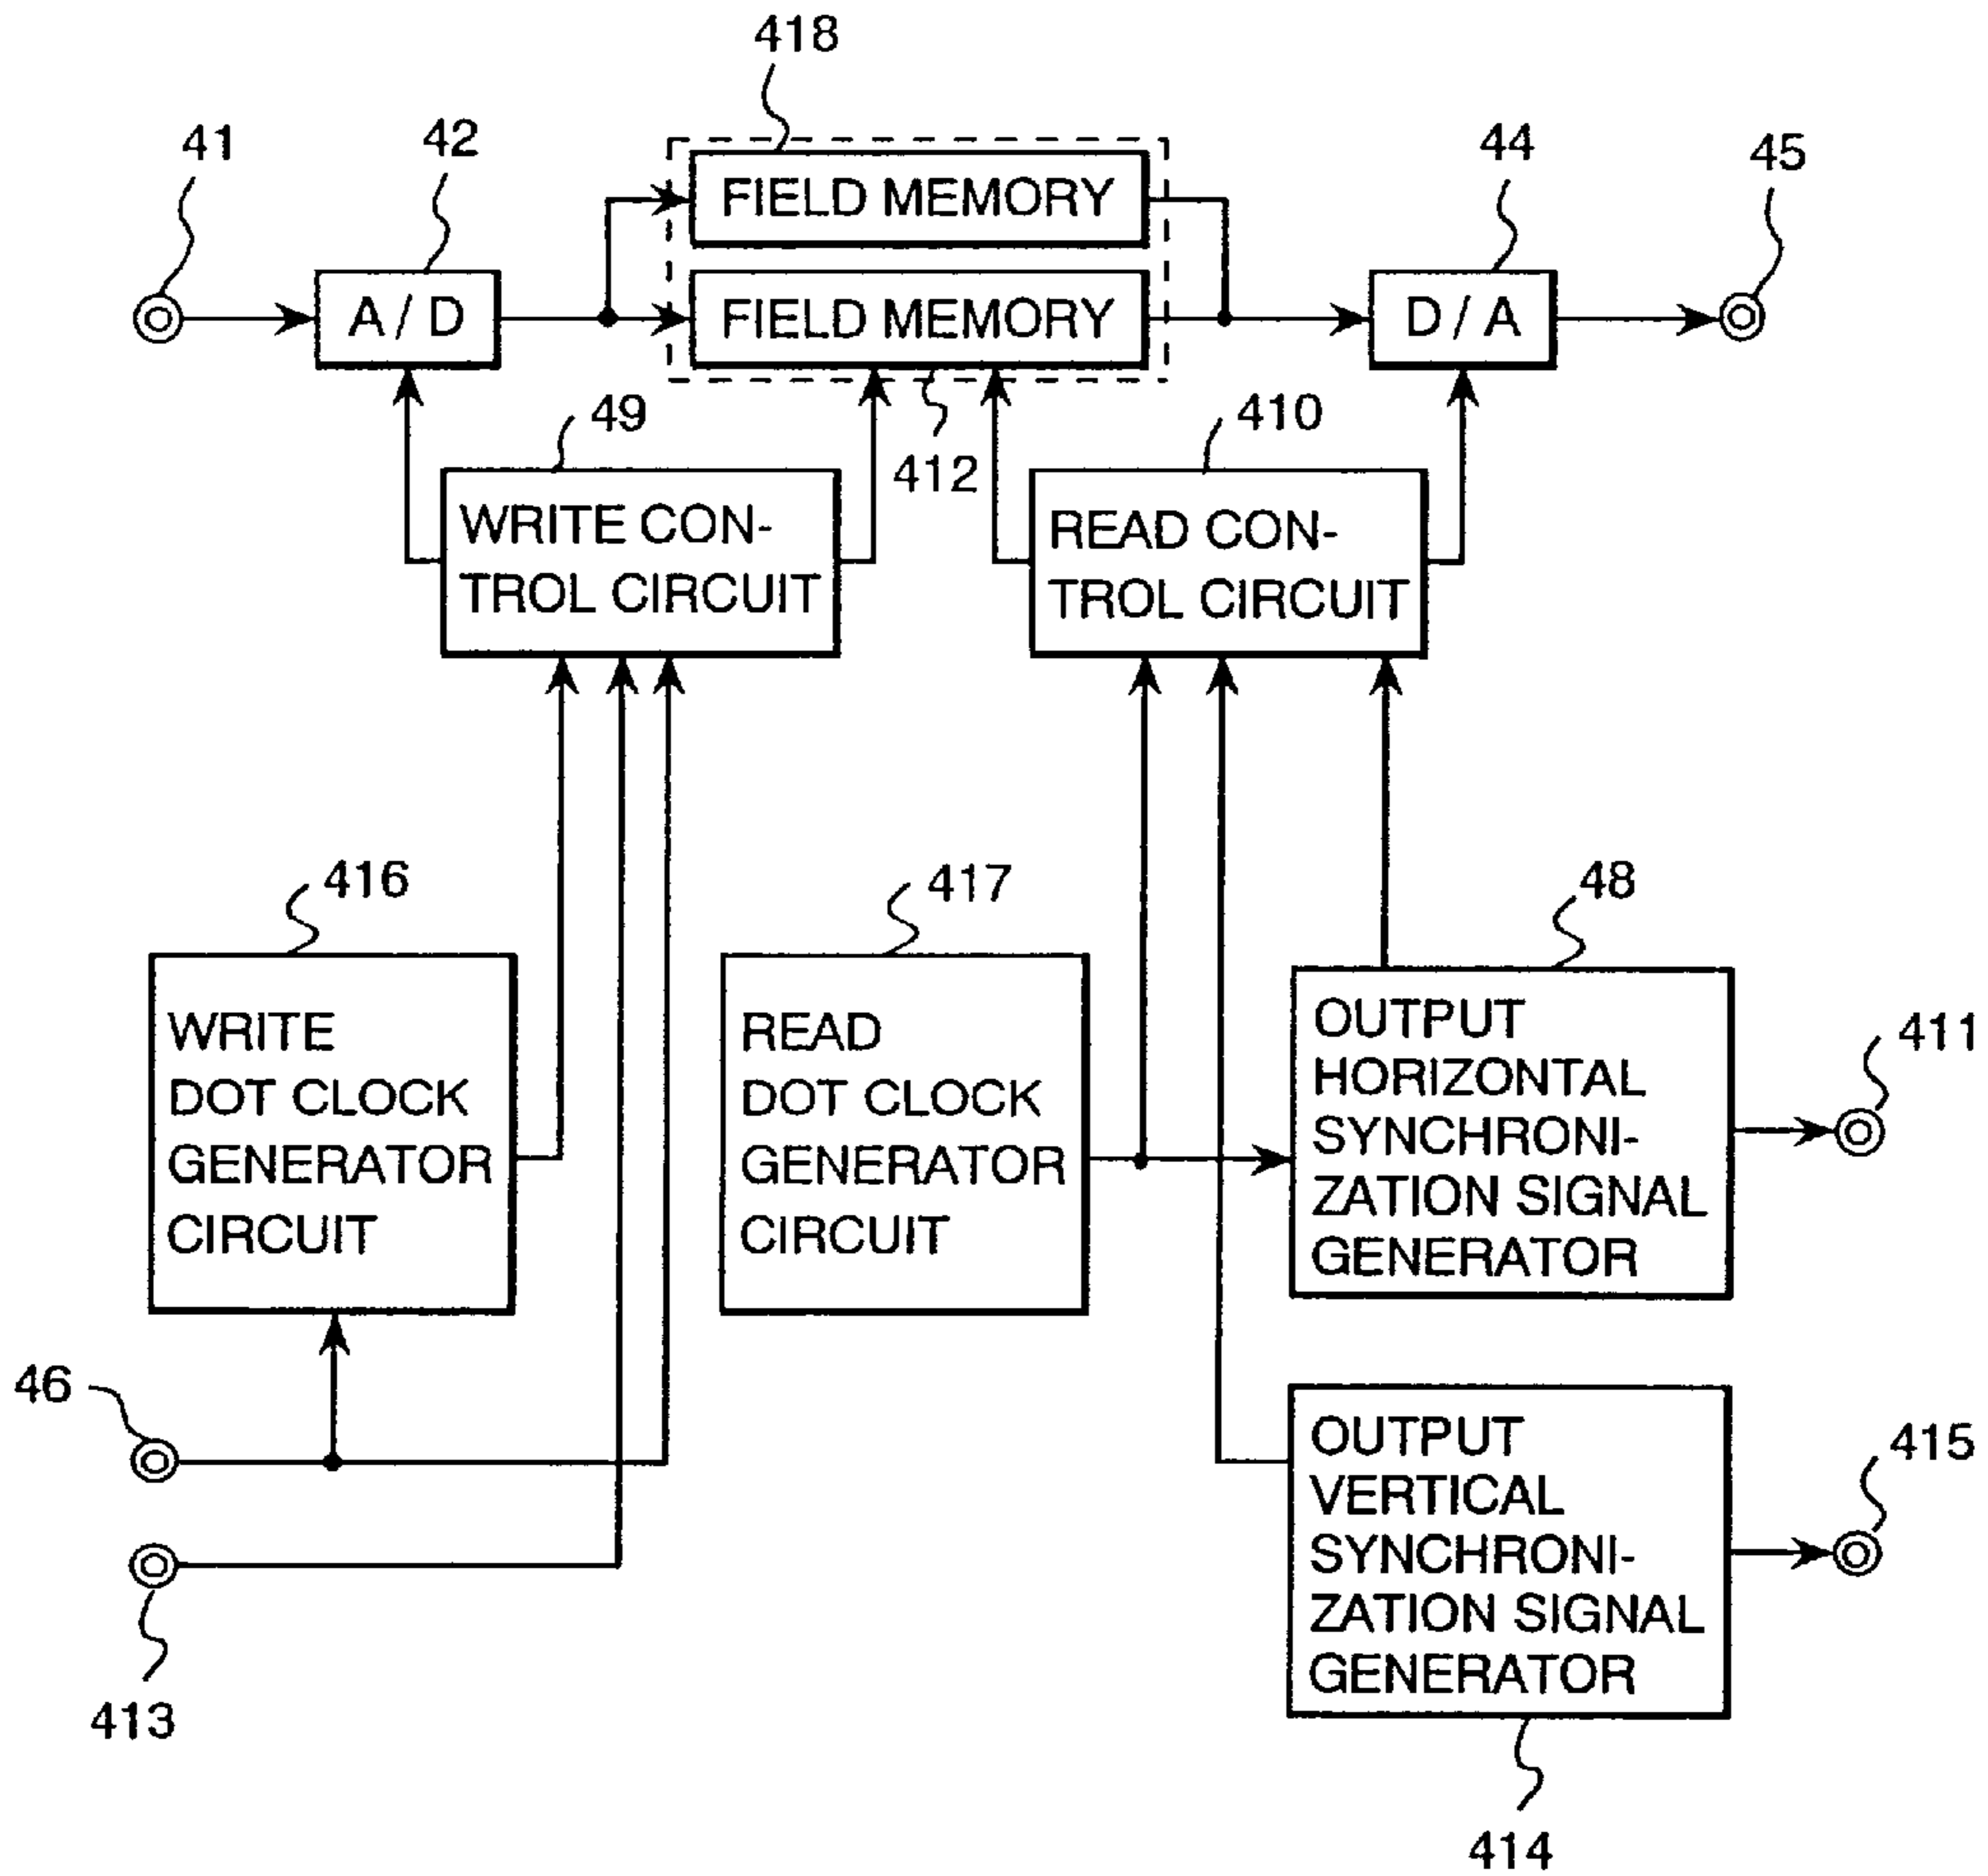 418
41
42
44
45
FIELD MEMORY
A / D
FIELD MEMORY
D / A
49
412
410
WRITE CON-
TROL CIRCUIT
READ CON-
TROL CIRCUIT
416
417
48
WRITE
DOT CLOCK
GENERATOR
CIRCUIT
READ
DOT CLOCK
GENERATOR
CIRCUIT
OUTPUT
HORIZONTAL
SYNCHRONI-
ZATION SIGNAL
GENERATOR
411
46
413
OUTPUT
VERTICAL
SYNCHRONI-
ZATION SIGNAL
GENERATOR
415
414